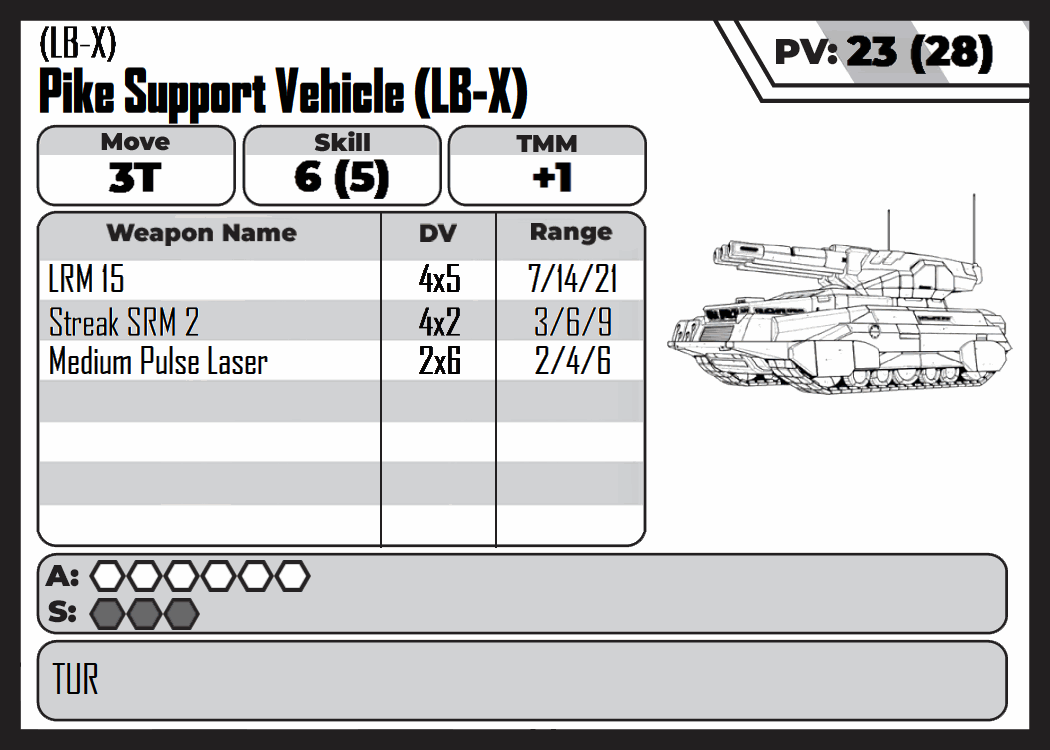 (LB-X)
PV: 23 (28)
Pike Support Vehicle (LB-X)
Move Skill TMM
3T 6 (5) +1
Weapon Name DV Range
LRM 15 4x5 7/14/21
Streak SRM 2 4x2 3/6/9
Medium Pulse Laser 2x6 2/4/6
A:
S:
TUR